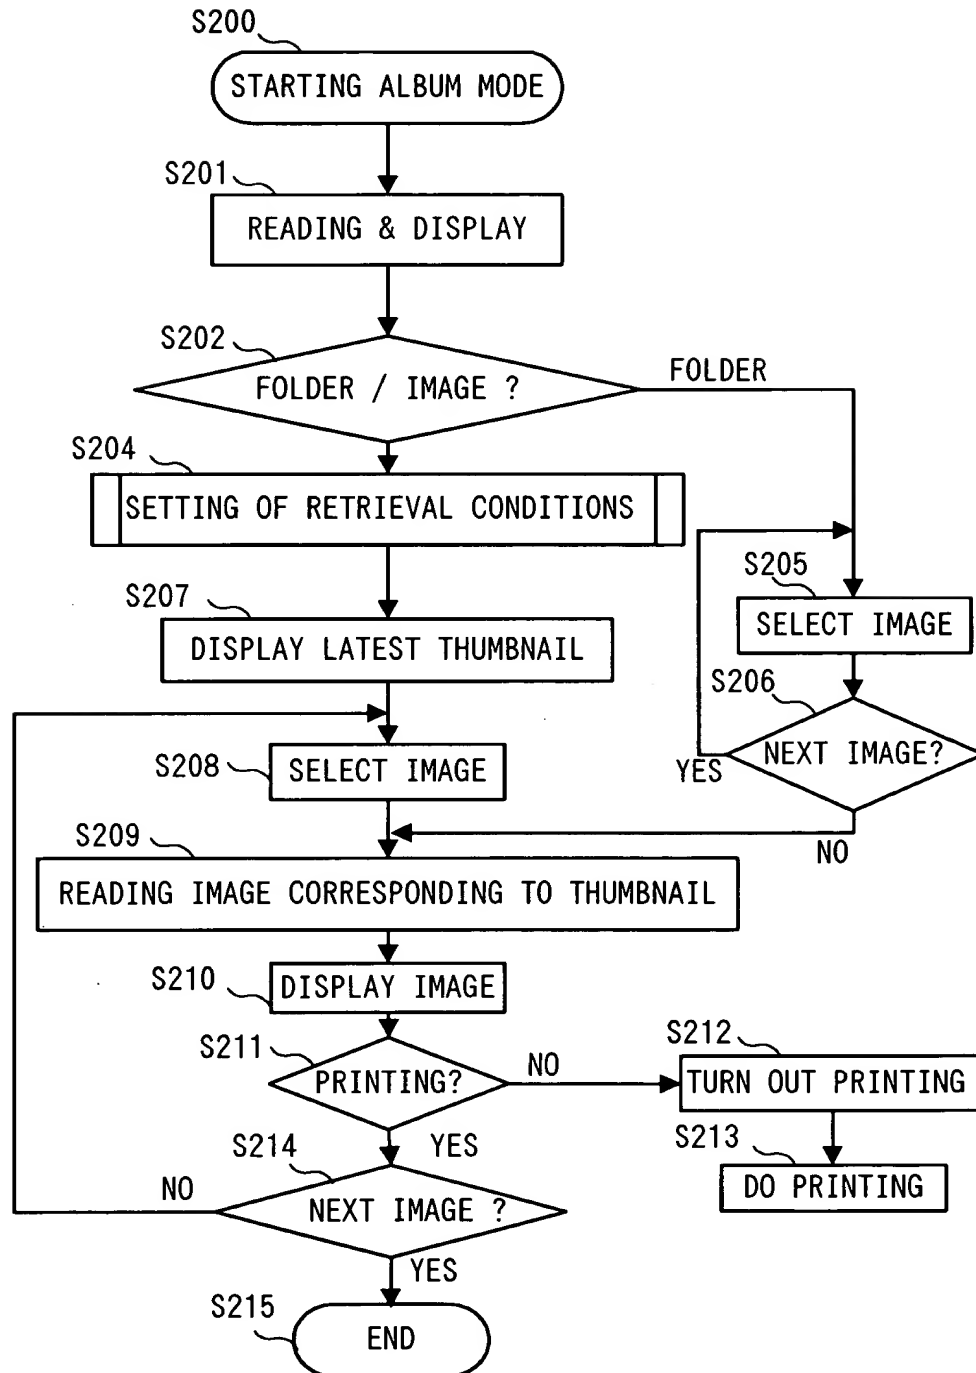 S200
STARTING ALBUM MODE
S201
READING & DISPLAY
S202
FOLDER / IMAGE ?
FOLDER
S204
SETTING OF RETRIEVAL CONDITIONS
S205
SELECT IMAGE
S207
DISPLAY LATEST THUMBNAIL
S206
NEXT IMAGE?
YES
S208
SELECT IMAGE
NO
S209
READING IMAGE CORRESPONDING TO THUMBNAIL
S210
DISPLAY IMAGE
S211
PRINTING?
NO
S212
TURN OUT PRINTING
S213
DO PRINTING
YES
S214
NO
NEXT IMAGE ?
YES
S215
END